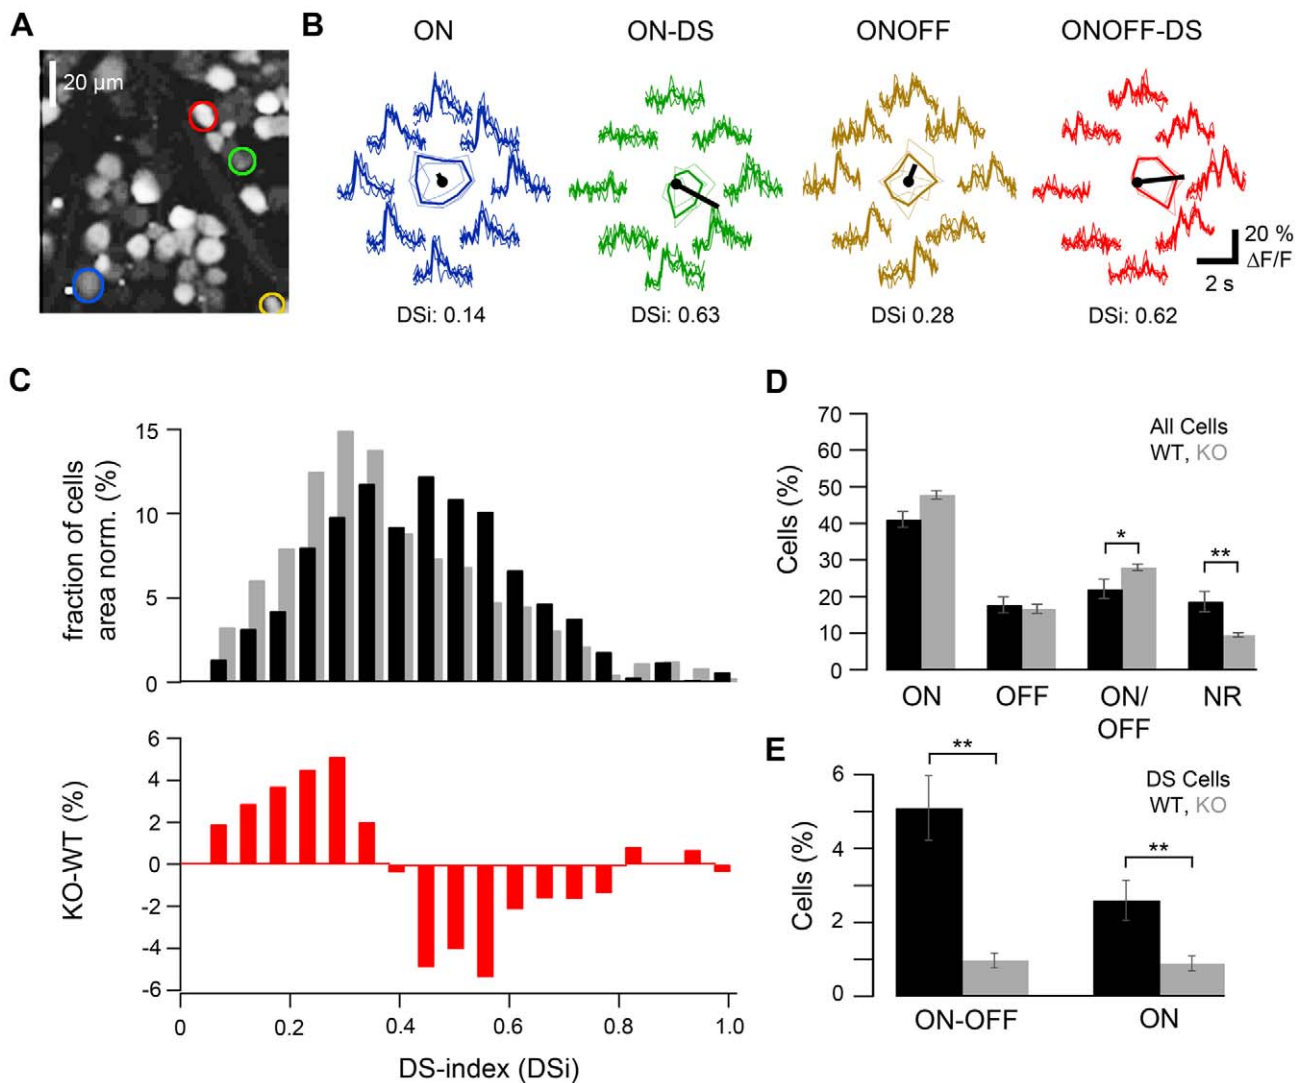 A
20 µm
B
ON
ON-DS
ONOFF
ONOFF-DS
20 %
ΔF/F
2 s
DSi: 0.14
DSi: 0.63
DSi 0.28
DSi: 0.62
C
15
10
5
0
fraction of cells
area norm. (%)
6
4
2
0
-2
-4
-6
KO-WT (%)
0
0.2
0.4
0.6
0.8
1.0
DS-index (DSi)
D
70
60
50
40
30
20
10
0
Cells (%)
All Cells
WT, KO
*
**
ON
OFF
ON/
OFF
NR
E
6
4
2
0
Cells (%)
DS Cells
WT, KO
**
**
ON-OFF
ON